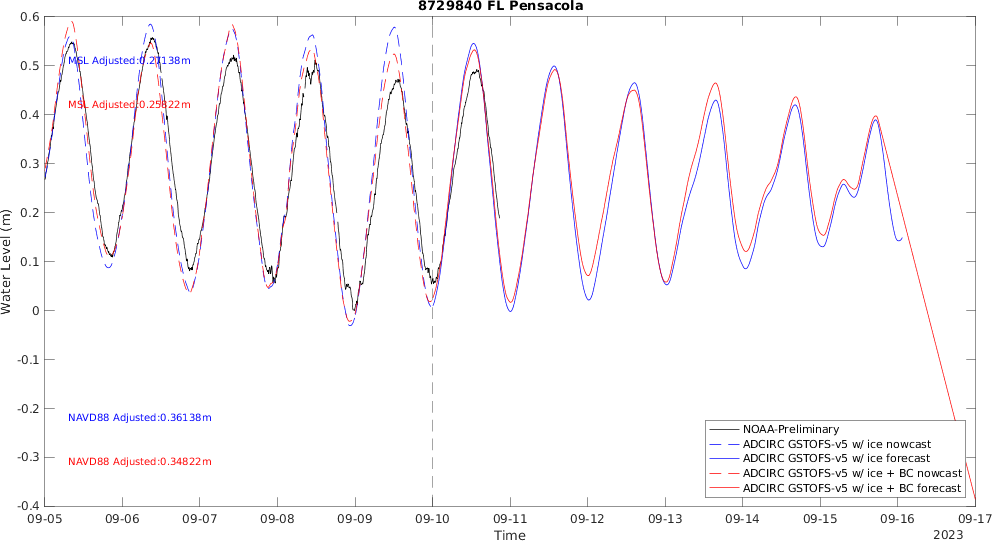 8729840 FL Pensacola
0.6
0.5
0.4
0.3
0.2
0.1
0
-0.1
-0.2
-0.3
-0.4
Water Level (m)
MSL Adjusted:0.27138m
MSL Adjusted:0.25822m
NAVD88 Adjusted:0.36138m
NAVD88 Adjusted:0.34822m
NOAA-Preliminary
ADCIRC GSTOFS-v5 w/ ice nowcast
ADCIRC GSTOFS-v5 w/ ice forecast
ADCIRC GSTOFS-v5 w/ ice + BC nowcast
ADCIRC GSTOFS-v5 w/ ice + BC forecast
09-05 09-06 09-07 09-08 09-09 09-10 09-11 09-12 09-13 09-14 09-15 09-16 09-17
Time
2023